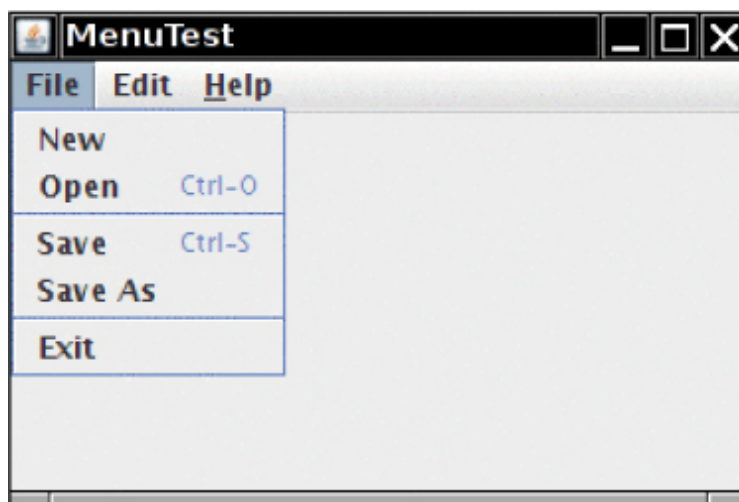 MenuTest
File Edit Help
New
Open Ctrl-O
Save Ctrl-S
Save As
Exit